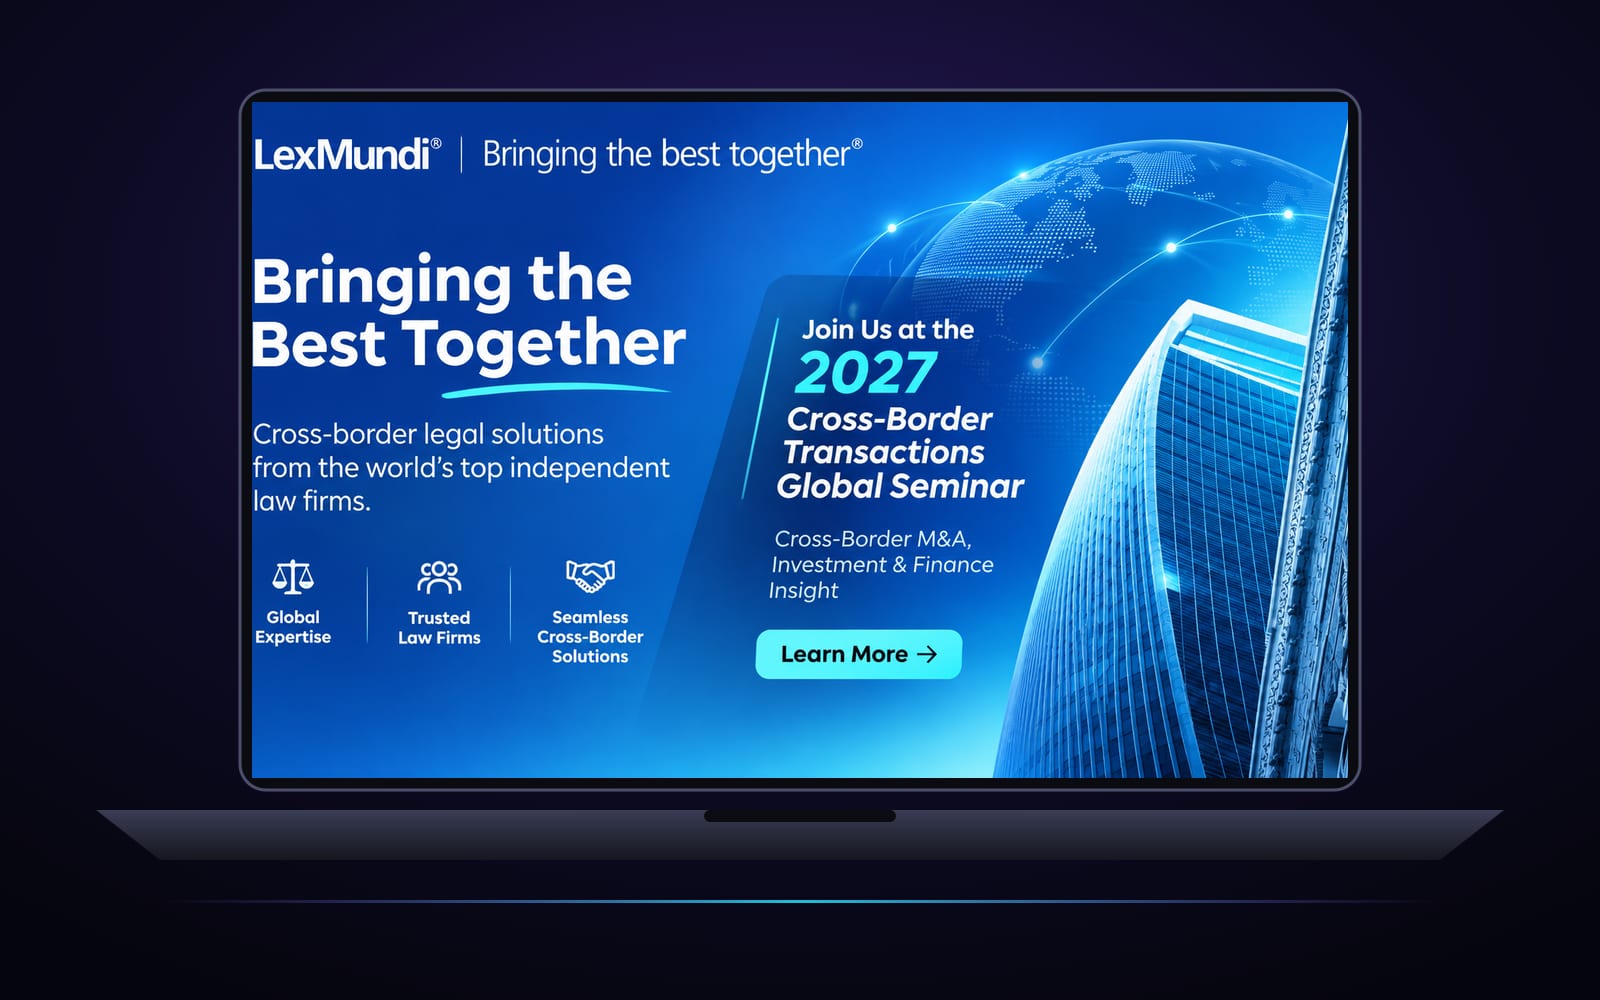 LexMundi® | Bringing the best together®
Bringing the
Best Together
Cross-border legal solutions
from the world's top independent
law firms.
Global
Expertise
Trusted
Law Firms
Seamless
Cross-Border
Solutions
Join Us at the
2027
Cross-Border
Transactions
Global Seminar
Cross-Border M&A,
Investment & Finance
Insight
Learn More →